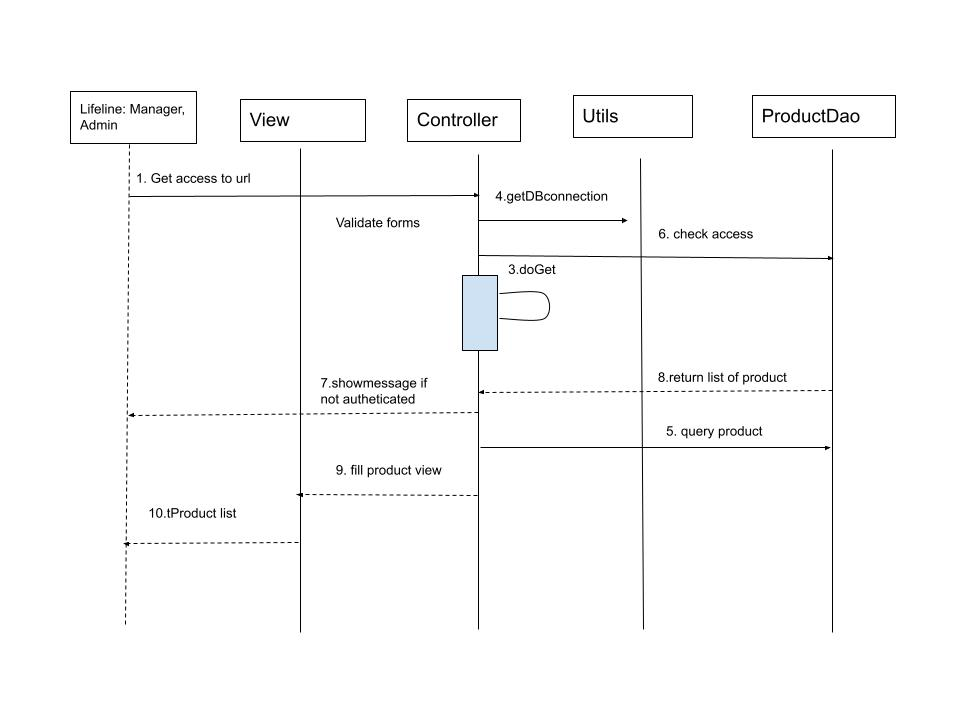 Lifeline: Manager,
Admin
View
Controller
Utils
ProductDao
1. Get access to url
4.getDBconnection
Validate forms
6. check access
3.doGet
7.showmessage if
not autheticated
8.return list of product
5. query product
9. fill product view
10.tProduct list